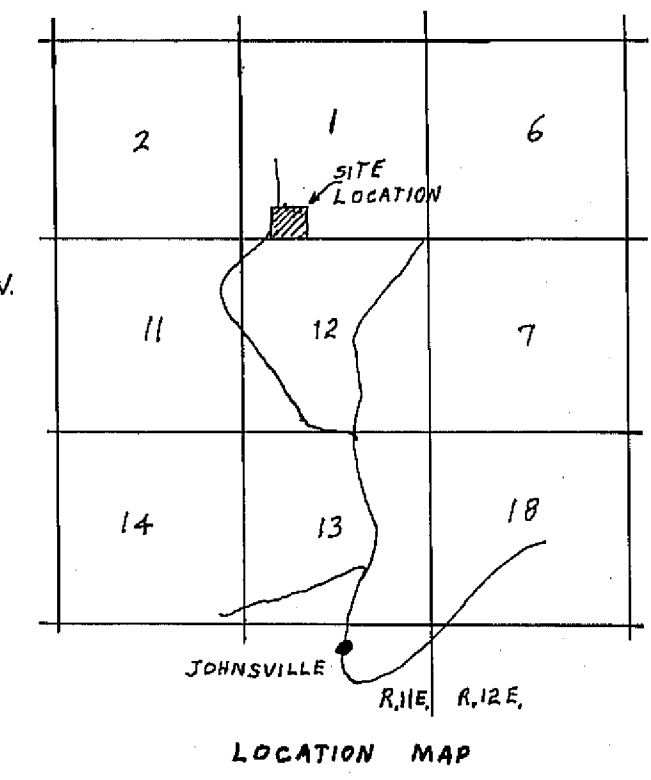 2 1 6
SITE
LOCATION
V.
11 12 7
14 13 18
JOHNSVILLE
R.11E. R.12E.
LOCATION MAP